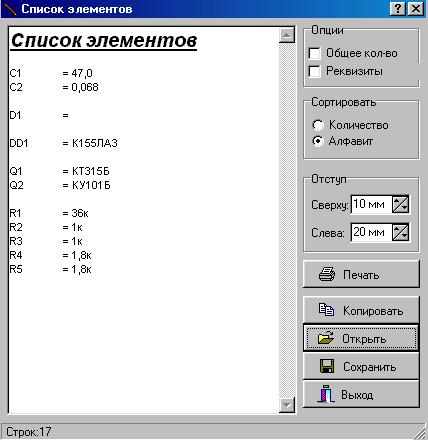 Список элементов
Список элементов
C1 = 47,0
C2 = 0,068
D1 =
DD1 = К155ЛА3
Q1 = КТ315Б
Q2 = КУ101Б
R1 = 36к
R2 = 1к
R3 = 1к
R4 = 1,8к
R5 = 1,8к
Опции
Общее кол-во
Реквизиты
Сортировать
Количество
Алфавит
Отступ
Сверху: 10 мм
Слева: 20 мм
Печать
Копировать
Открыть
Сохранить
Выход
Строк:17